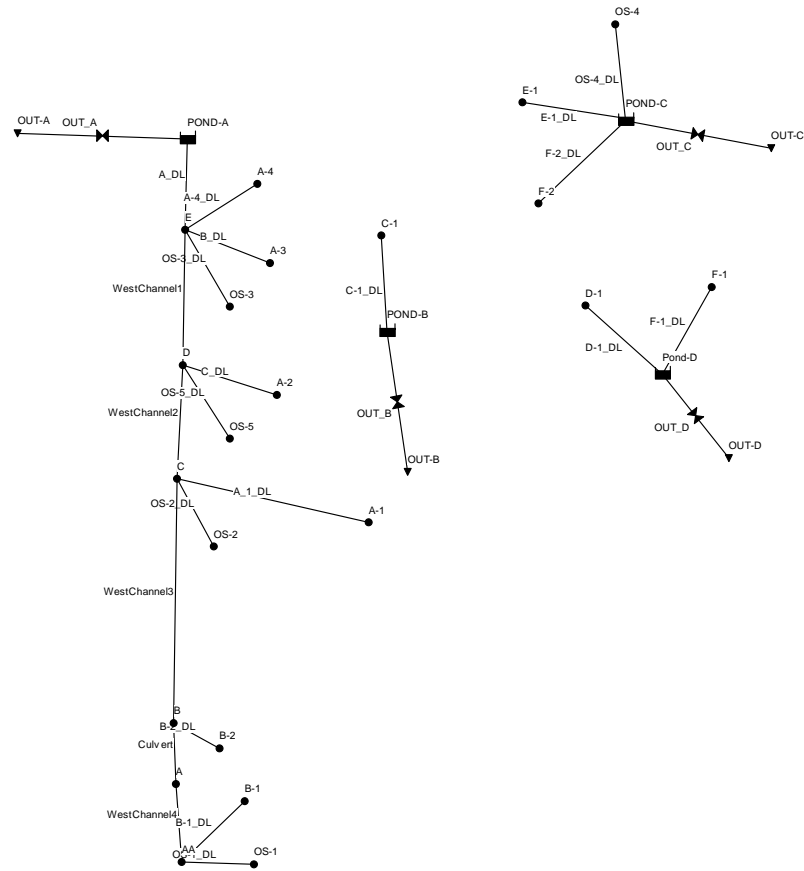 OS-4
OS-4_DL
E-1
POND-C
E-1_DL
OUT-C
OUT_C
F-2_DL
F-2
OUT-A
OUT_A
POND-A
A_DL
A-4
A-4_DL
E
B_DL
A-3
OS-3_DL
WestChannel1
OS-3
D
C_DL
A-2
OS-5_DL
WestChannel2
OS-5
C
A_1_DL
A-1
OS-2_DL
OS-2
WestChannel3
B
B-2_DL
B-2
Culvert
A
B-1
WestChannel4
B-1_DL
AA
OS-1_DL
OS-1
C-1
C-1_DL
POND-B
OUT_B
OUT-B
F-1
D-1
F-1_DL
D-1_DL
Pond-D
OUT_D
OUT-D